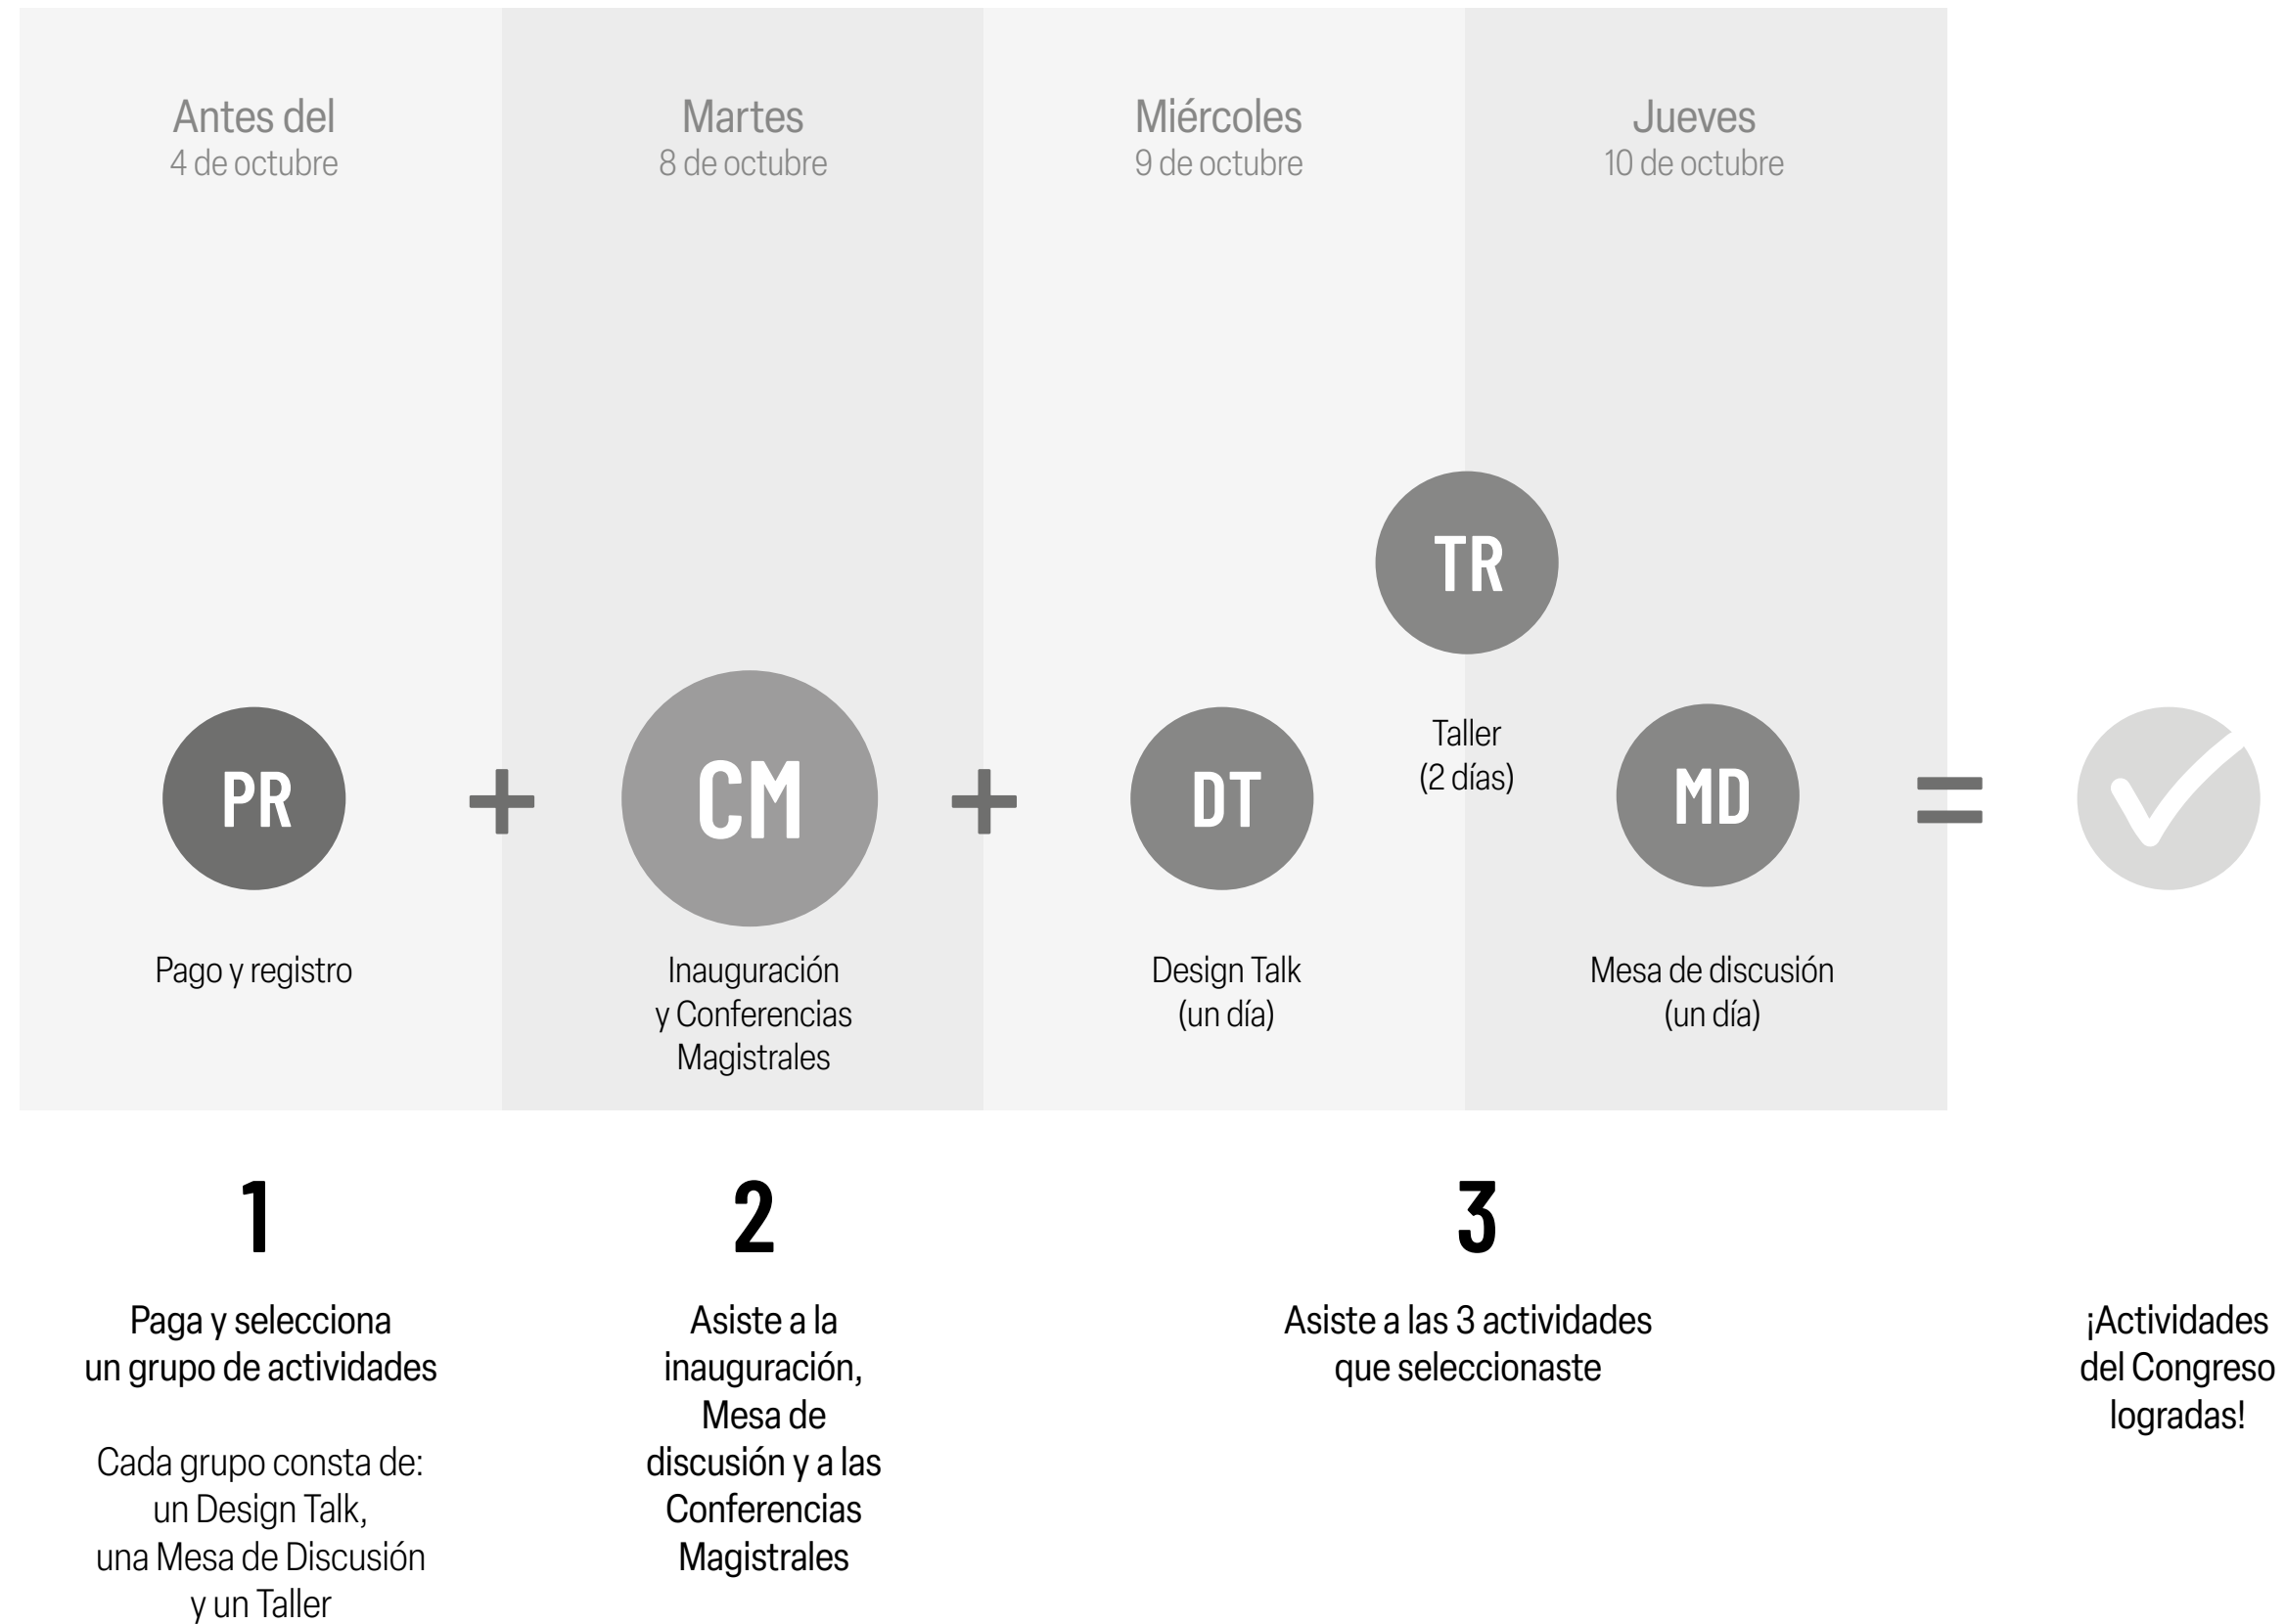 Antes del
4 de octubre
Martes
8 de octubre
Miércoles
9 de octubre
Jueves
10 de octubre
TR
Taller
(2 días)
PR
+
CM
+
DT
MD
=
Pago y registro
Inauguración
y Conferencias
Magistrales
Design Talk
(un día)
Mesa de discusión
(un día)
1
Paga y selecciona
un grupo de actividades
Cada grupo consta de:
un Design Talk,
una Mesa de Discusión
y un Taller
2
Asiste a la
inauguración,
Mesa de
discusión y a las
Conferencias
Magistrales
3
Asiste a las 3 actividades
que seleccionaste
¡Actividades
del Congreso
logradas!